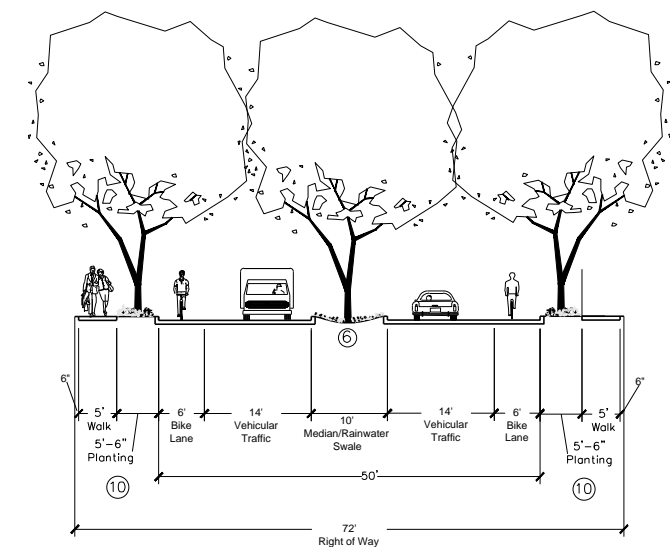 6
6"
6"
5'
Walk
5'-6"
Planting
6'
Bike
Lane
14'
Vehicular
Traffic
10'
Median/Rainwater
Swale
14'
Vehicular
Traffic
6'
Bike
Lane
5'
Walk
5'-6"
Planting
10
10
50'
72'
Right of Way